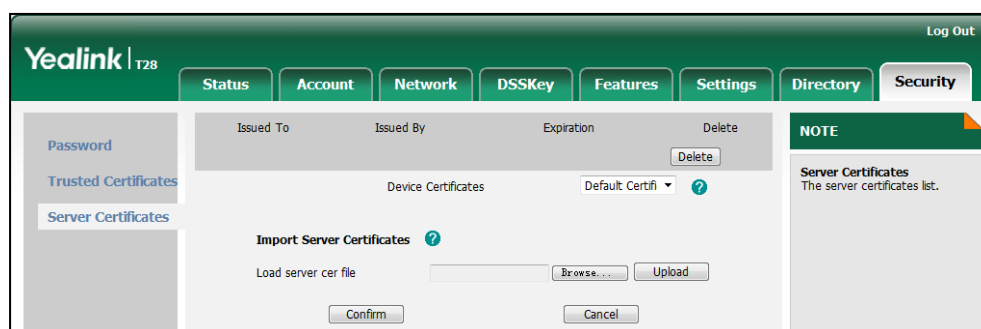 Log Out
Yealink T28
Status Account Network DSSKey Features Settings Directory Security
Password
Trusted Certificates
Server Certificates
Issued To Issued By Expiration Delete
Delete
Device Certificates Default Certifi
Import Server Certificates
Load server cer file Browse... Upload
Confirm Cancel
NOTE
Server Certificates
The server certificates list.